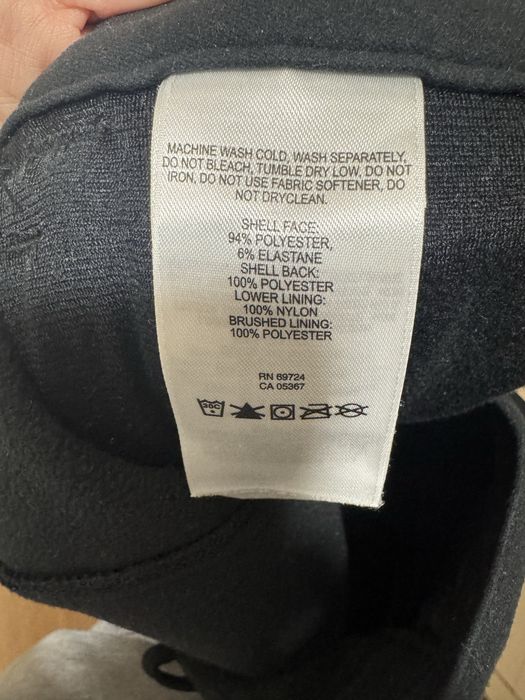 MACHINE WASH COLD, WASH SEPARATELY,
DO NOT BLEACH, TUMBLE DRY LOW, DO NOT
IRON, DO NOT USE FABRIC SOFTENER, DO
NOT DRYCLEAN.
SHELL FACE:
94% POLYESTER,
6% ELASTANE
SHELL BACK:
100% POLYESTER
LOWER LINING:
100% NYLON
BRUSHED LINING:
100% POLYESTER
RN 69724
CA 05367
30C